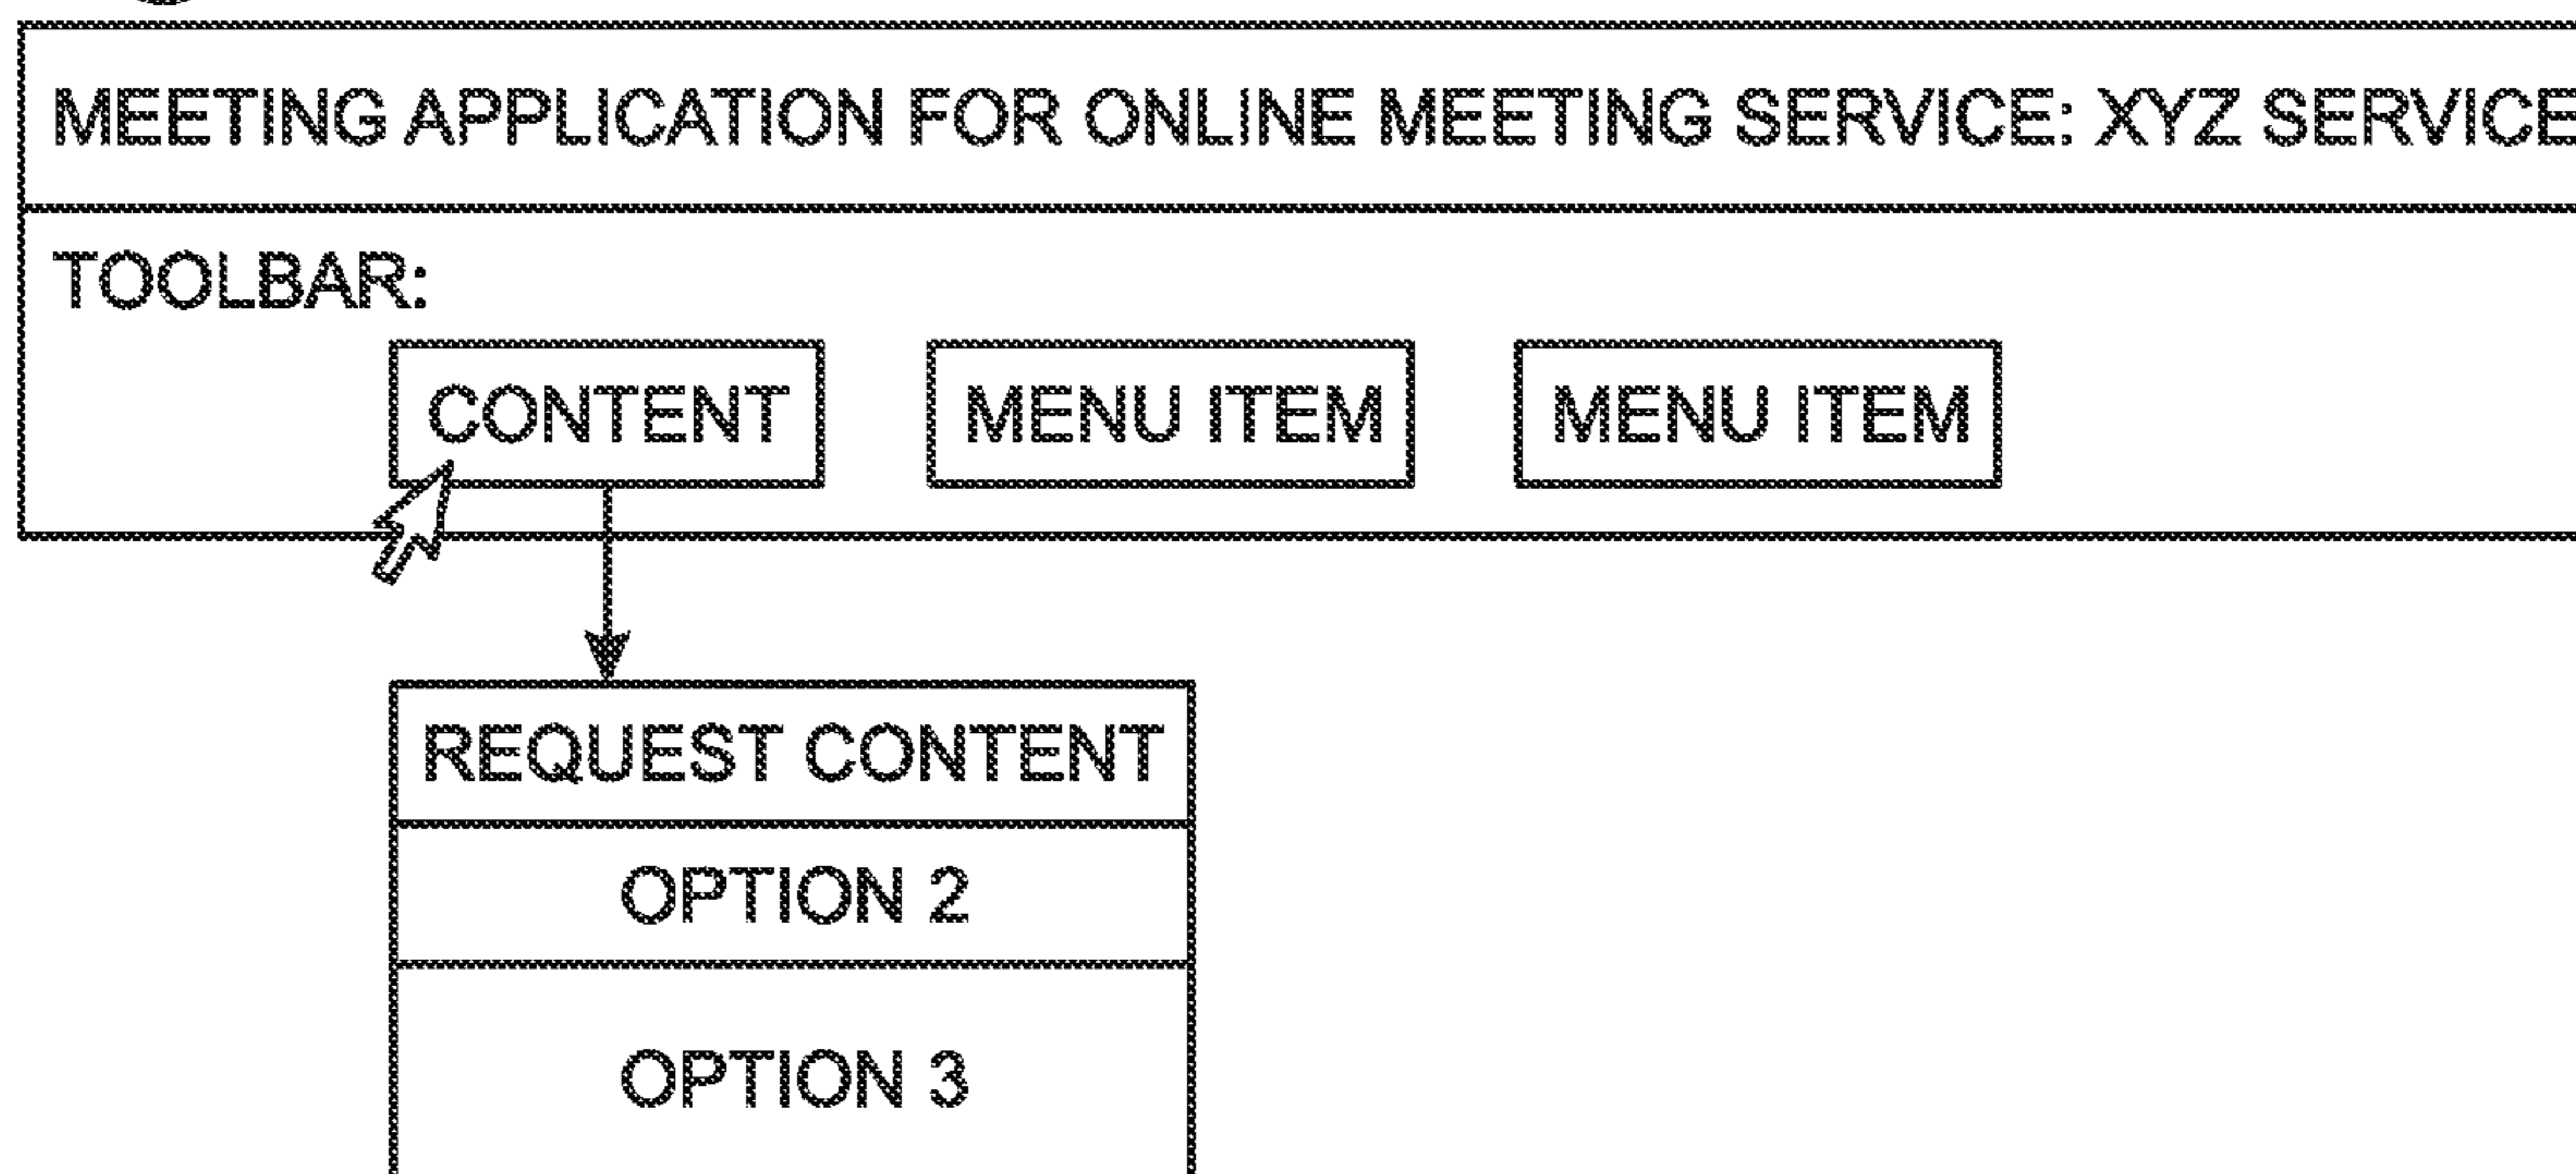 MEETING APPLICATION FOR ONLINE MEETING SERVICE: XYZ SERVICE
TOOLBAR:
CONTENT MENU ITEM MENU ITEM
REQUEST CONTENT
OPTION 2
OPTION 3